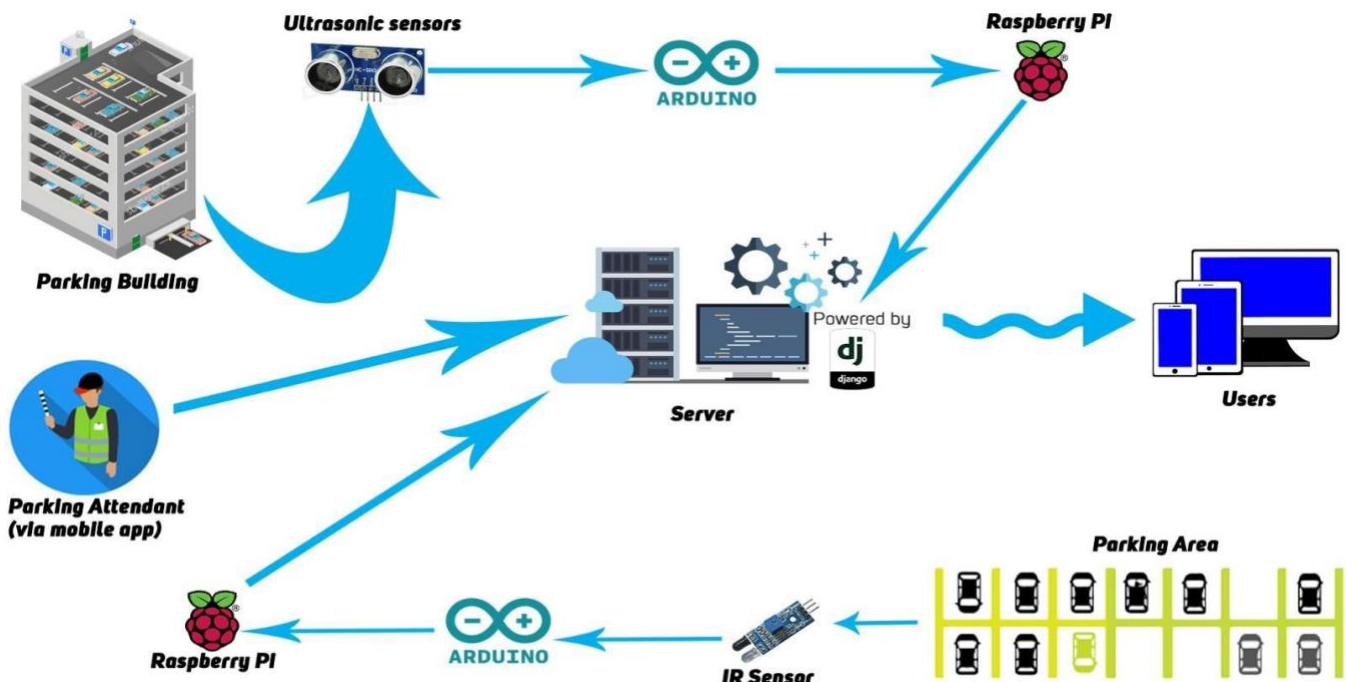 Ultrasonic sensors
Raspberry PI
ARDUINO
Parking Building
Powered by
dj
django
Server
Users
Parking Attendant
(via mobile app)
Parking Area
Raspberry PI
ARDUINO
IR Sensor